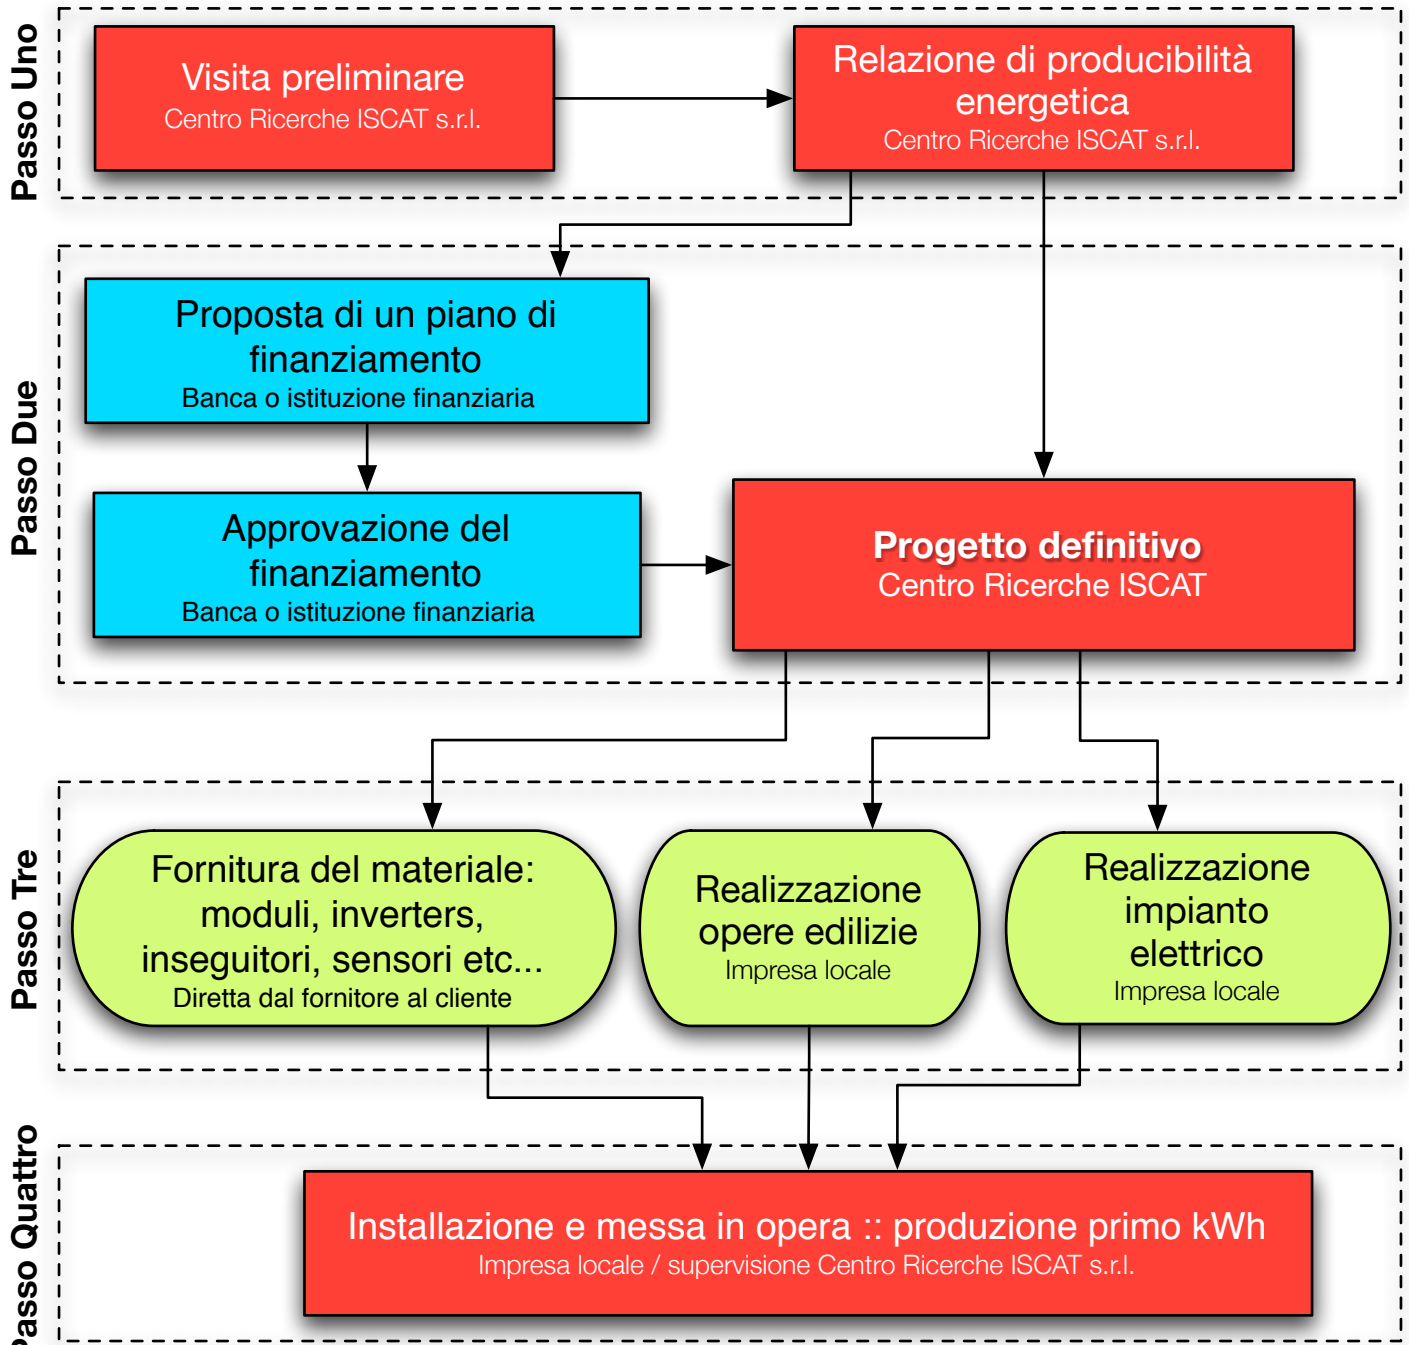 Passo Uno
Visita preliminare
Centro Ricerche ISCAT s.r.l.
Relazione di producibilità
energetica
Centro Ricerche ISCAT s.r.l.
Passo Due
Proposta di un piano di
finanziamento
Banca o istituzione finanziaria
Approvazione del
finanziamento
Banca o istituzione finanziaria
Progetto definitivo
Centro Ricerche ISCAT
Passo Tre
Fornitura del materiale:
moduli, inverters,
inseguitori, sensori etc...
Diretta dal fornitore al cliente
Realizzazione
opere edilizie
Impresa locale
Realizzazione
impianto
elettrico
Impresa locale
Passo Quattro
Installazione e messa in opera :: produzione primo kWh
Impresa locale / supervisione Centro Ricerche ISCAT s.r.l.